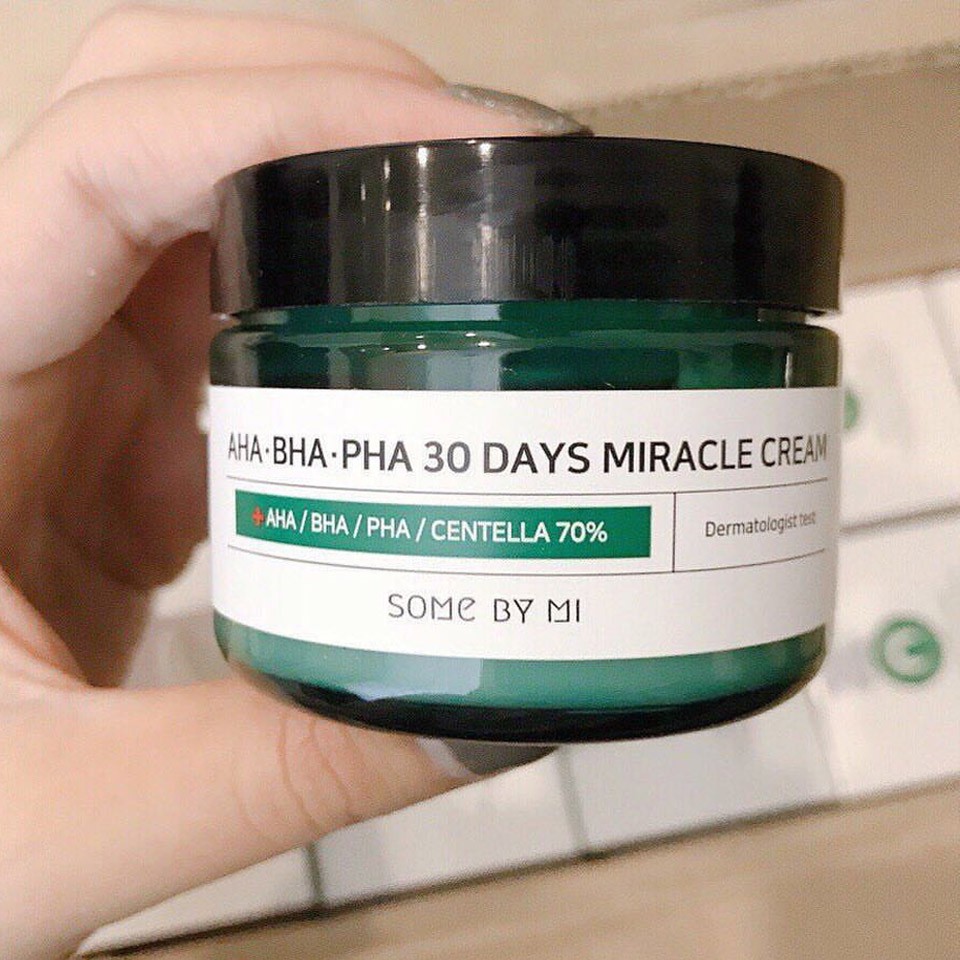 AHA·BHA·PHA 30 DAYS MIRACLE CREAM
+AHA / BHA / PHA / CENTELLA 70%
Dermatologist test
SOME BY MI